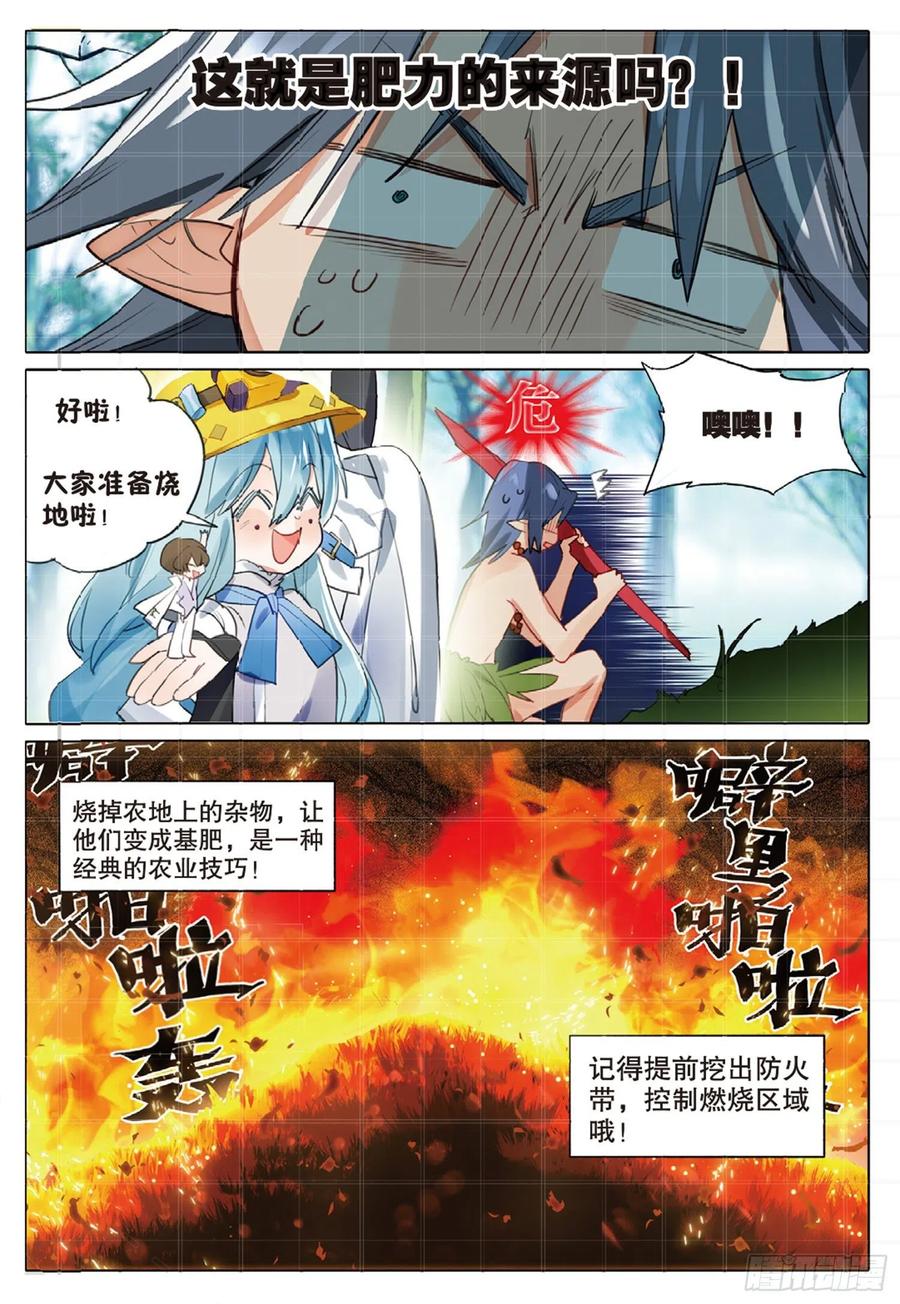 这就是肥力的来源吗？！
好啦！
大家准备烧
地啦！
危
噢噢！！
烧掉农地上的杂物，让
他们变成基肥，是一种
经典的农业技巧！
噼里啪啦
啪啦轰
记得提前挖出防火
带，控制燃烧区域
哦！
腾讯动漫